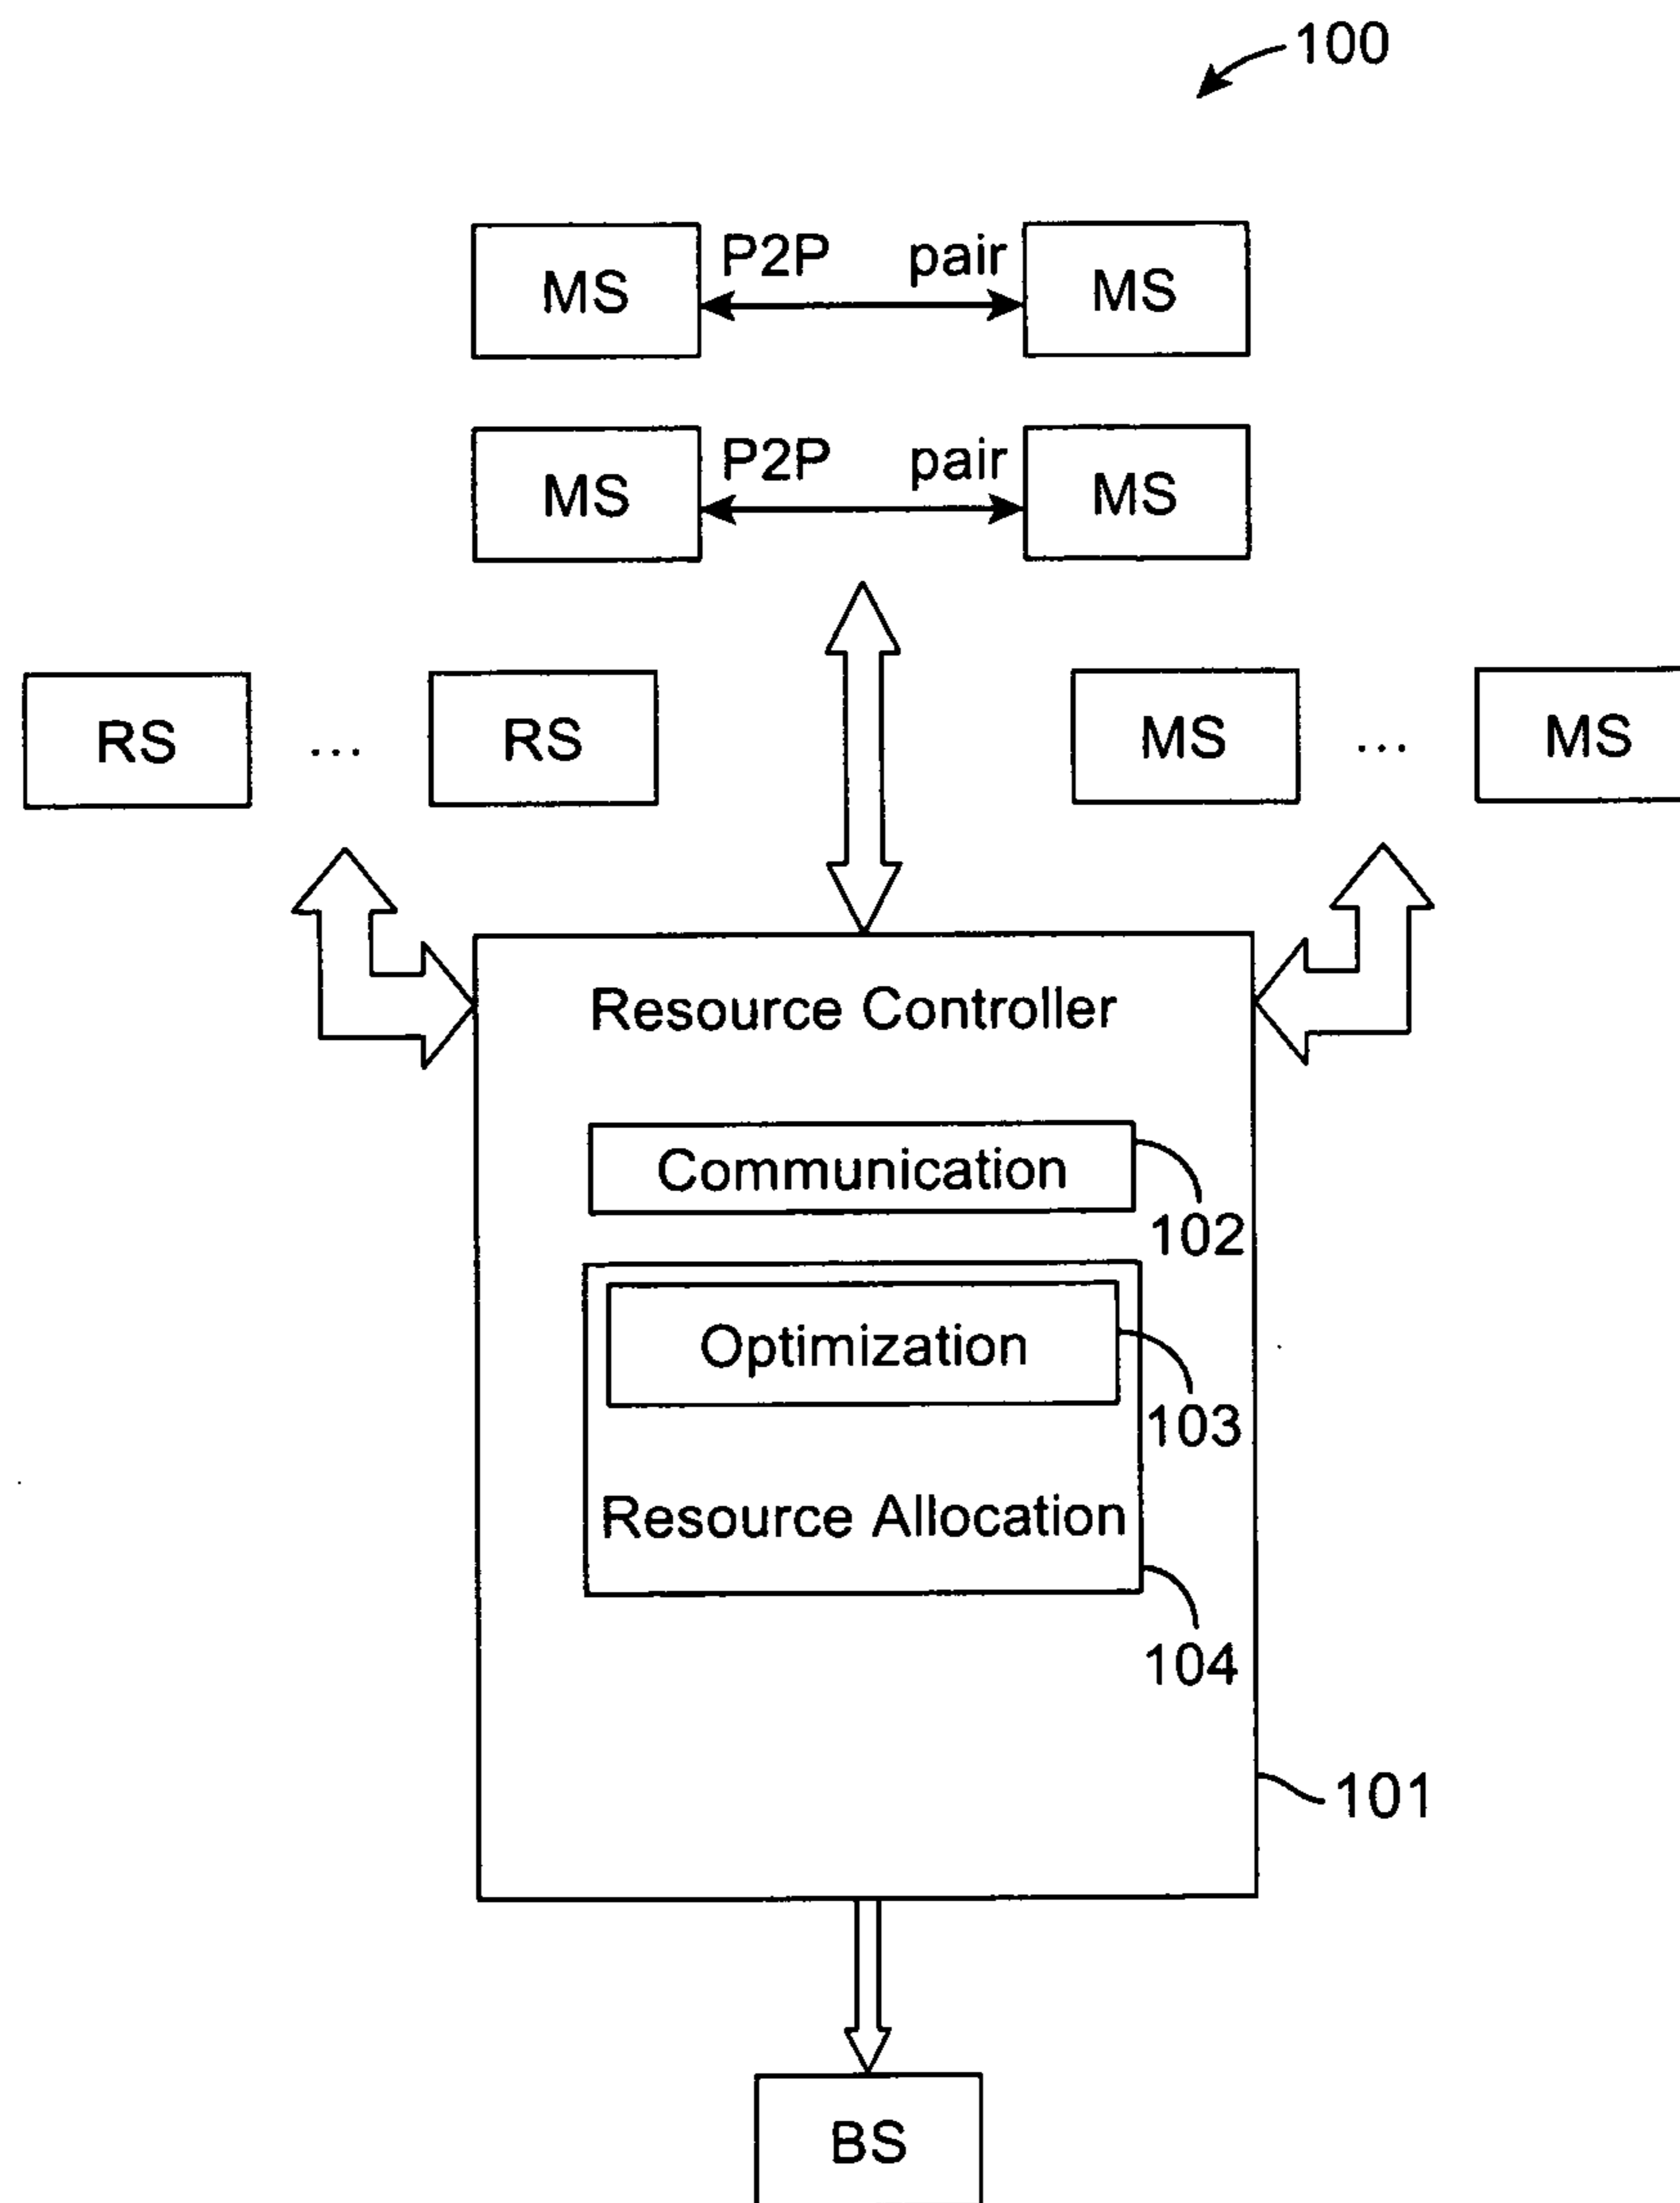 100
MS P2P pair MS
MS P2P pair MS
RS ... RS MS ... MS
Resource Controller
Communication
102
Optimization
103
Resource Allocation
104
101
BS